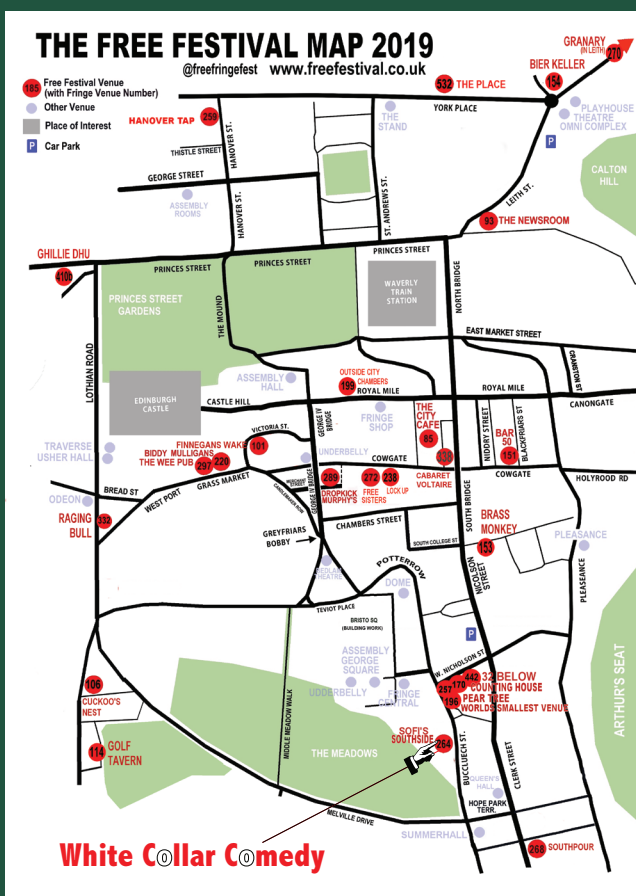 THE FREE FESTIVAL MAP 2019
@freefringefest www.freefestival.co.uk
185
Free Festival Venue
(with Fringe Venue Number)
Other Venue
Place of Interest
P
Car Park
GRANARY
(IN LEITH)
270
BIER KELLER
154
532
THE PLACE
YORK PLACE
HANOVER TAP
259
THE
STAND
PLAYHOUSE
THEATRE
OMNI COMPLEX
P
THISTLE STREET
HANOVER ST.
GEORGE STREET
CALTON
HILL
LEITH ST.
ASSEMBLY
ROOMS
HANOVER ST.
ST. ANDREWS ST.
93
THE NEWSROOM
GHILLIE DHU
410b
PRINCES STREET
PRINCES STREET
PRINCES STREET
WAVERLY
TRAIN
STATION
NORTH BRIDGE
PRINCES STREET
GARDENS
THE MOUND
EAST MARKET STREET
CRANSTON ST
LOTHIAN ROAD
ASSEMBLY
HALL
OUTSIDE CITY
CHAMBERS
199
ROYAL MILE
ROYAL MILE
EDINBURGH
CASTLE
CASTLE HILL
CANONGATE
GEORGE IV
BRIDGE
FRINGE
SHOP
THE
CITY
CAFE
85
NIDDRY STREET
BAR
50
151
BLACKFRIARS ST
VICTORIA ST.
TRAVERSE
USHER HALL
FINNEGANS WAKE
101
BIDDY MULLIGANS
THE WEE PUB
297
220
UNDERBELLY
COWGATE
CABARET
VOLTAIRE
COWGATE
HOLYROOD RD
GRASS MARKET
WEST PORT
BREAD ST
ODEON
RAGING
BULL
332
CANDLEMAKER ROW
GEORGE IV BRIDGE
289
DROPKICK
MURPHY'S
272
FREE
SISTERS
238
LOCK UP
SOUTH BRIDGE
CHAMBERS STREET
GREYFRIARS
BOBBY
SOUTH COLLEGE ST
BRASS
MONKEY
153
PLEASANCE
PLEASEANCE
NICOLSON
STREET
POTTERROW
BEDLAM
THEATRE
DOME
TEVIOT PLACE
BRISTO SQ
(BUILDING WORK)
P
ASSEMBLY
GEORGE
SQUARE
W. NICHOLSON ST
442
32 BELOW
170
COUNTING HOUSE
257
196
PEAR TREE
WORLDS SMALLEST VENUE
UDDERBELLY
FRINGE
CENTRAL
106
CUCKOO'S
NEST
MIDDLE MEADOW WALK
ARTHUR'S SEAT
SOFI'S
SOUTHSIDE
264
114
GOLF
TAVERN
THE MEADOWS
BUCCLUECH ST.
CLERK STREET
QUEEN'S
HALL
HOPE PARK
TERR.
MELVILLE DRIVE
SUMMERHALL
268
SOUTHPOUR
White Collar Comedy